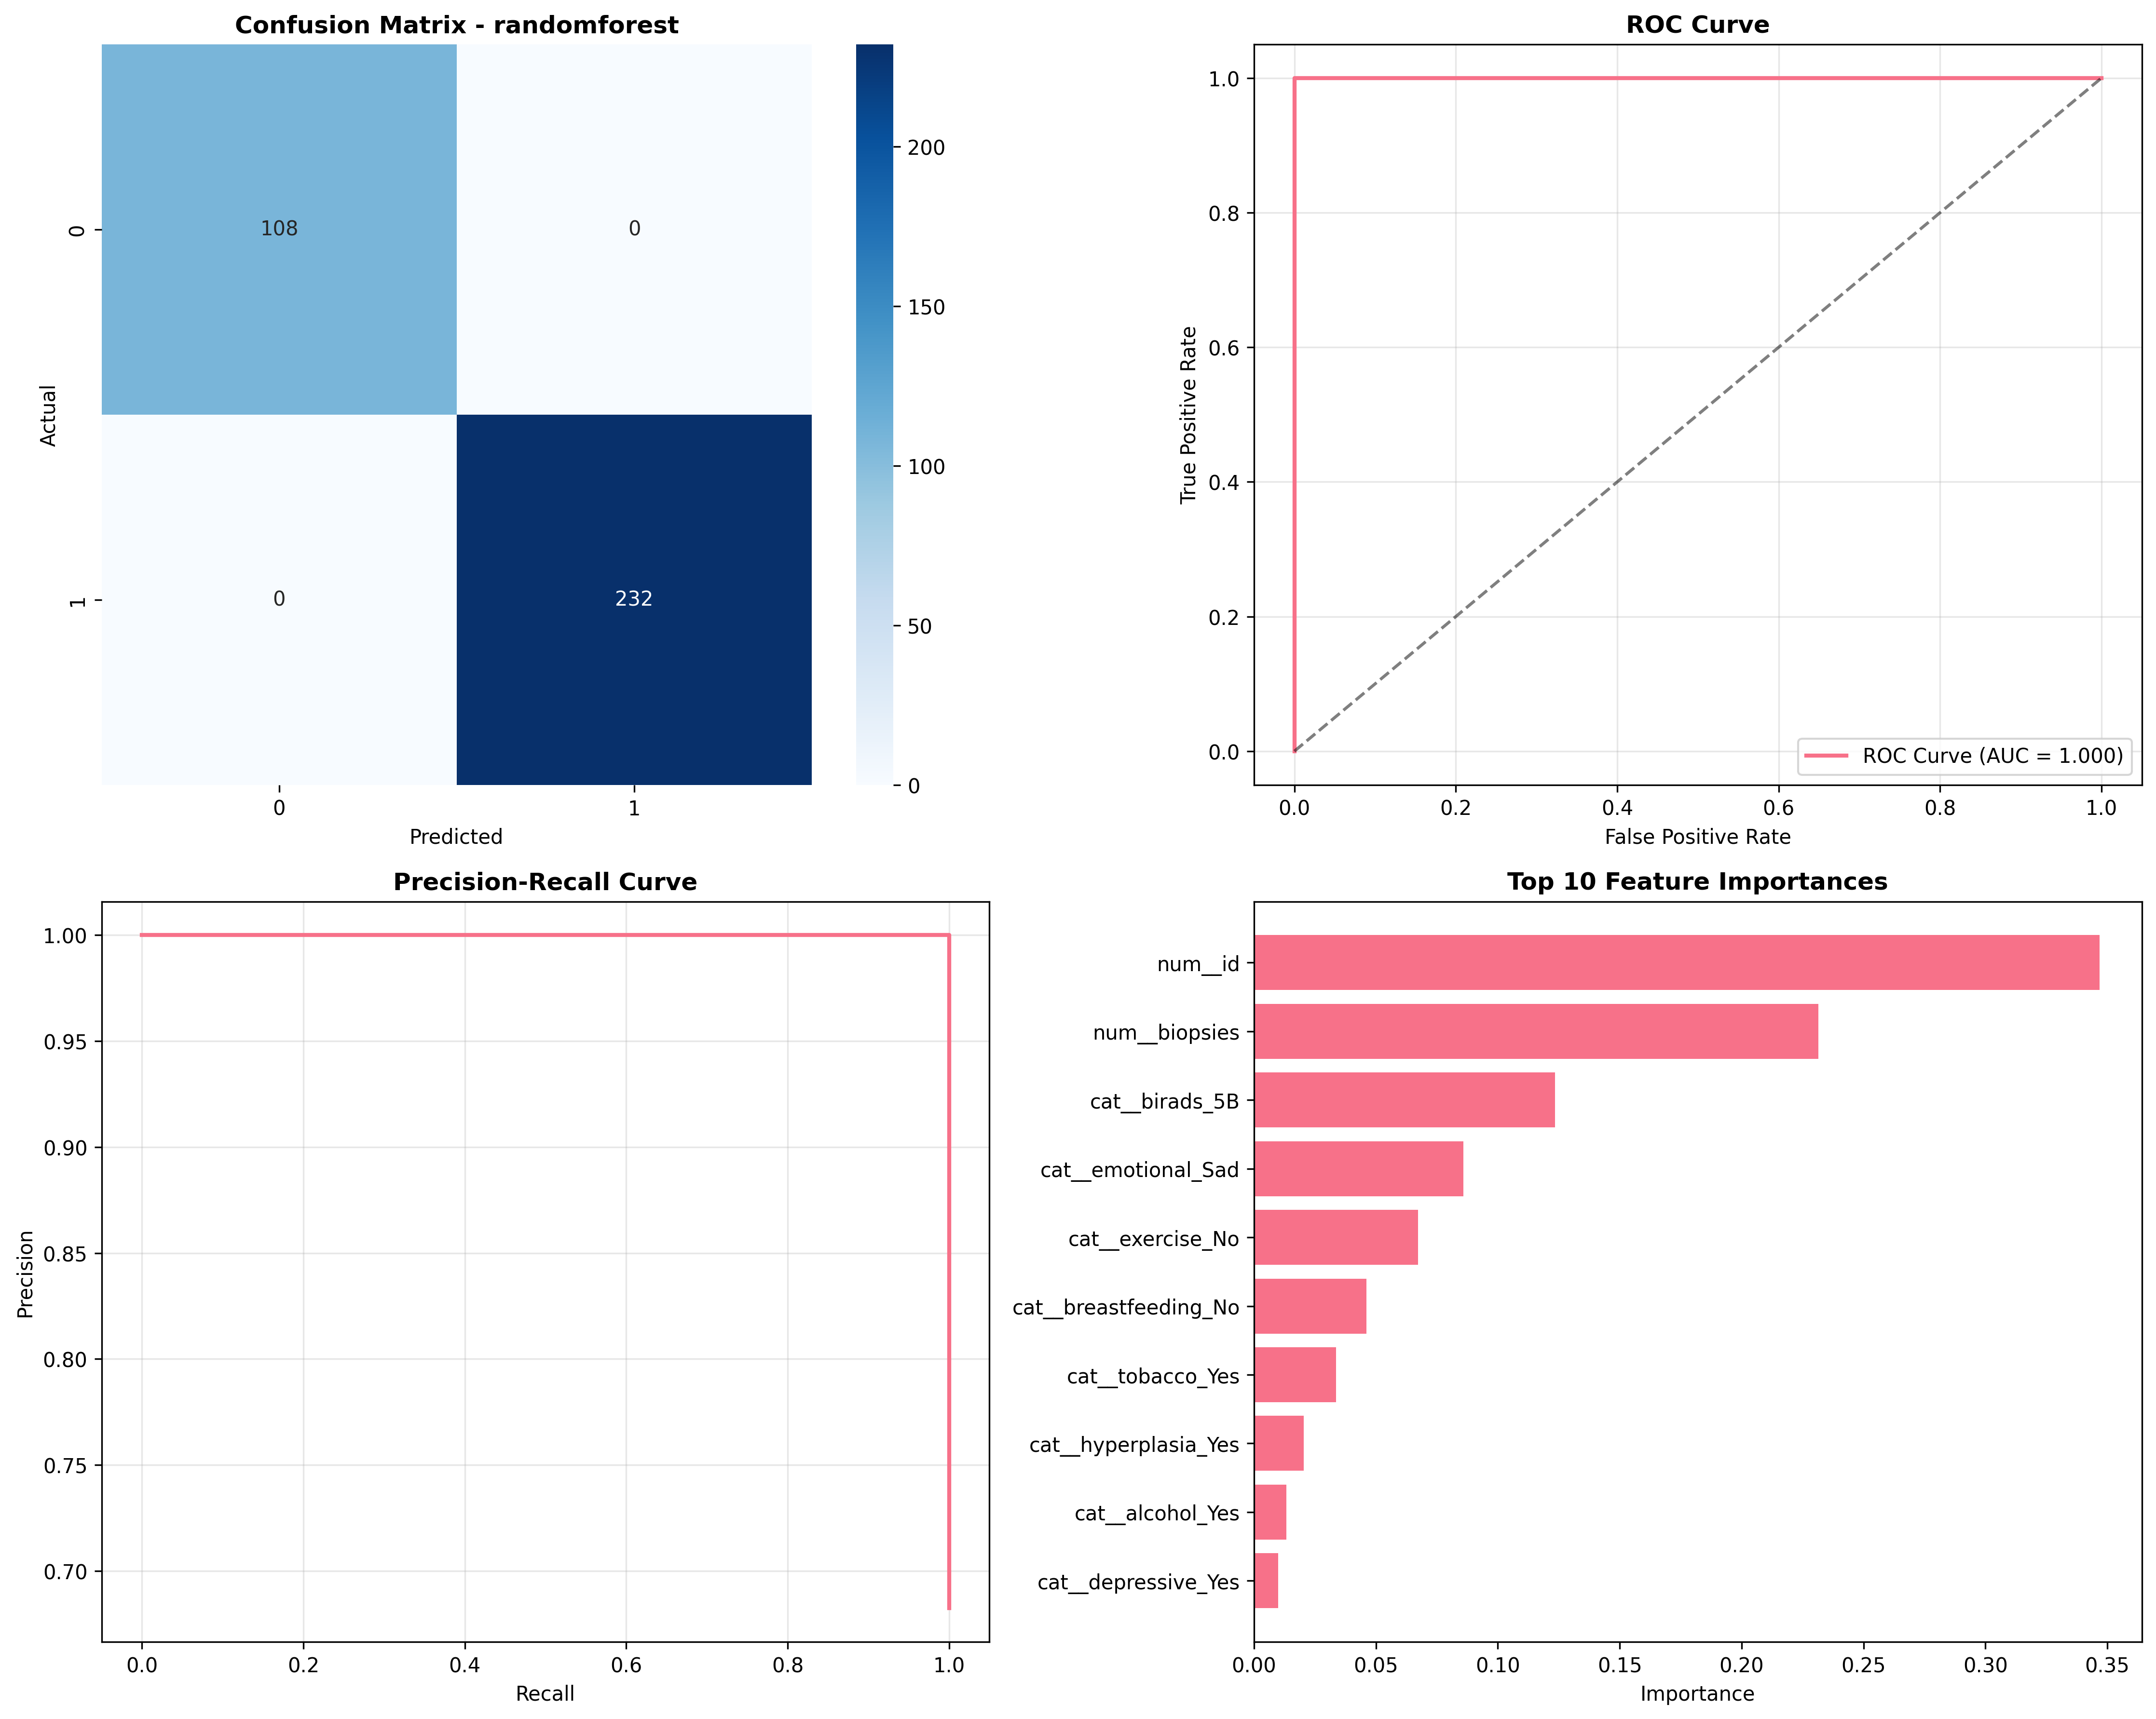 Confusion Matrix - randomforest
108
0
0
232
0
1
Actual
0
1
Predicted
200
150
100
50
0
ROC Curve
1.0
0.8
0.6
0.4
0.2
0.0
True Positive Rate
0.0
0.2
0.4
0.6
0.8
1.0
False Positive Rate
ROC Curve (AUC = 1.000)
Precision-Recall Curve
1.00
0.95
0.90
0.85
0.80
0.75
0.70
Precision
0.0
0.2
0.4
0.6
0.8
1.0
Recall
Top 10 Feature Importances
num__id
num__biopsies
cat__birads_5B
cat__emotional_Sad
cat__exercise_No
cat__breastfeeding_No
cat__tobacco_Yes
cat__hyperplasia_Yes
cat__alcohol_Yes
cat__depressive_Yes
0.00
0.05
0.10
0.15
0.20
0.25
0.30
0.35
Importance